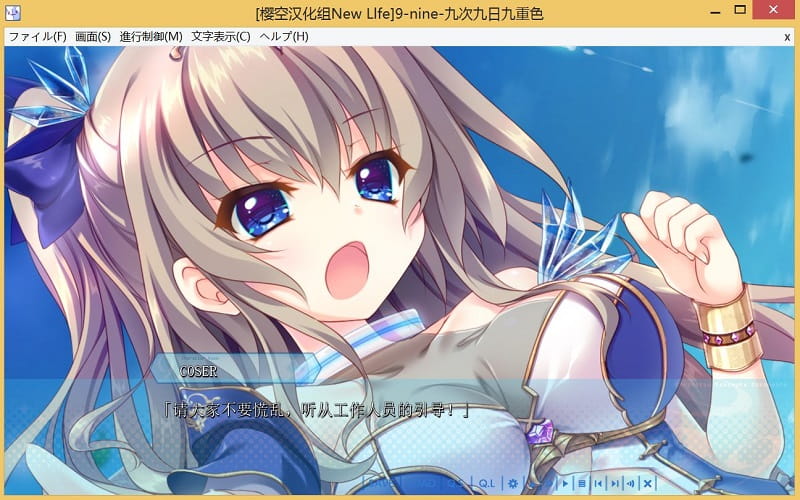 [樱空汉化组New LIfe]9-nine-九次九日九重色
ファイル(F) 画面(S) 進行制御(M) 文字表示(C) ヘルプ(H)
COSER
「请大家不要慌乱，听从工作人员的引导！」
Q.L